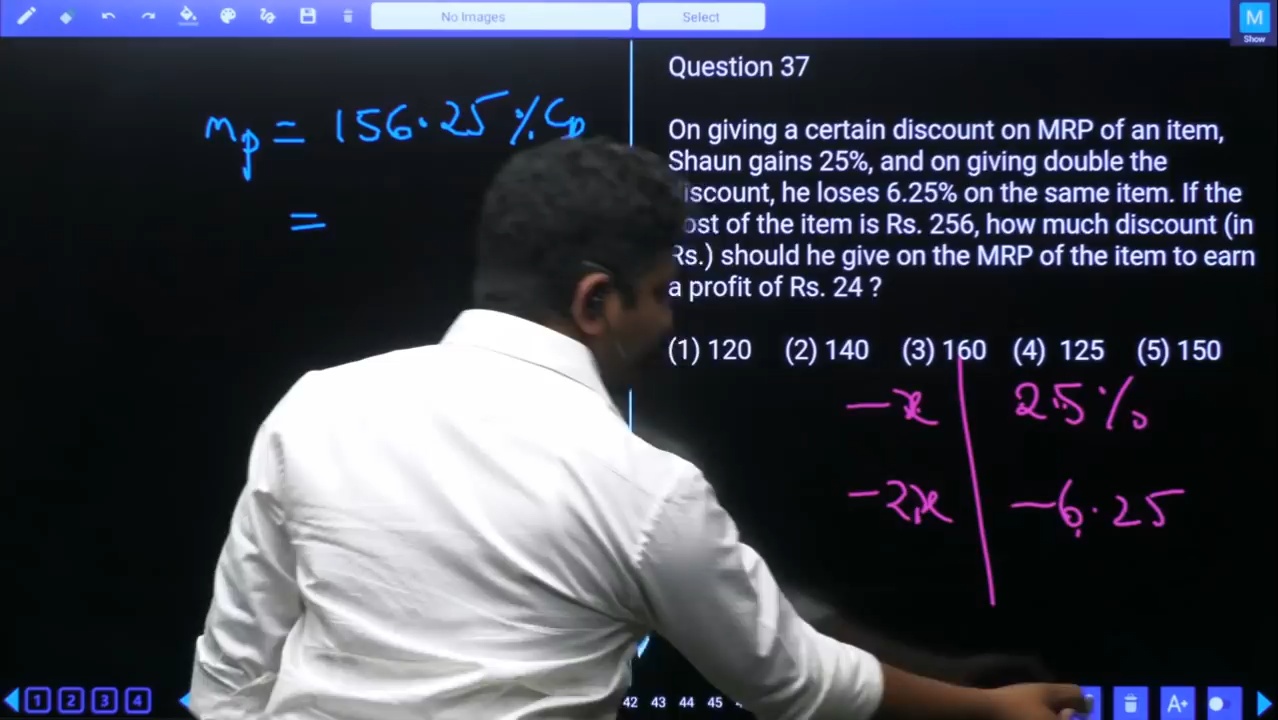 No Images
Select
M
Show
mp = 156.25% CP
=
Question 37
On giving a certain discount on MRP of an item,
Shaun gains 25%, and on giving double the
iscount, he loses 6.25% on the same item. If the
ost of the item is Rs. 256, how much discount (in
Rs.) should he give on the MRP of the item to earn
a profit of Rs. 24 ?
(1) 120 (2) 140 (3) 160 (4) 125 (5) 150
-x 25%
-2x -6.25
1 2 3 4
42 43 44 45
A+